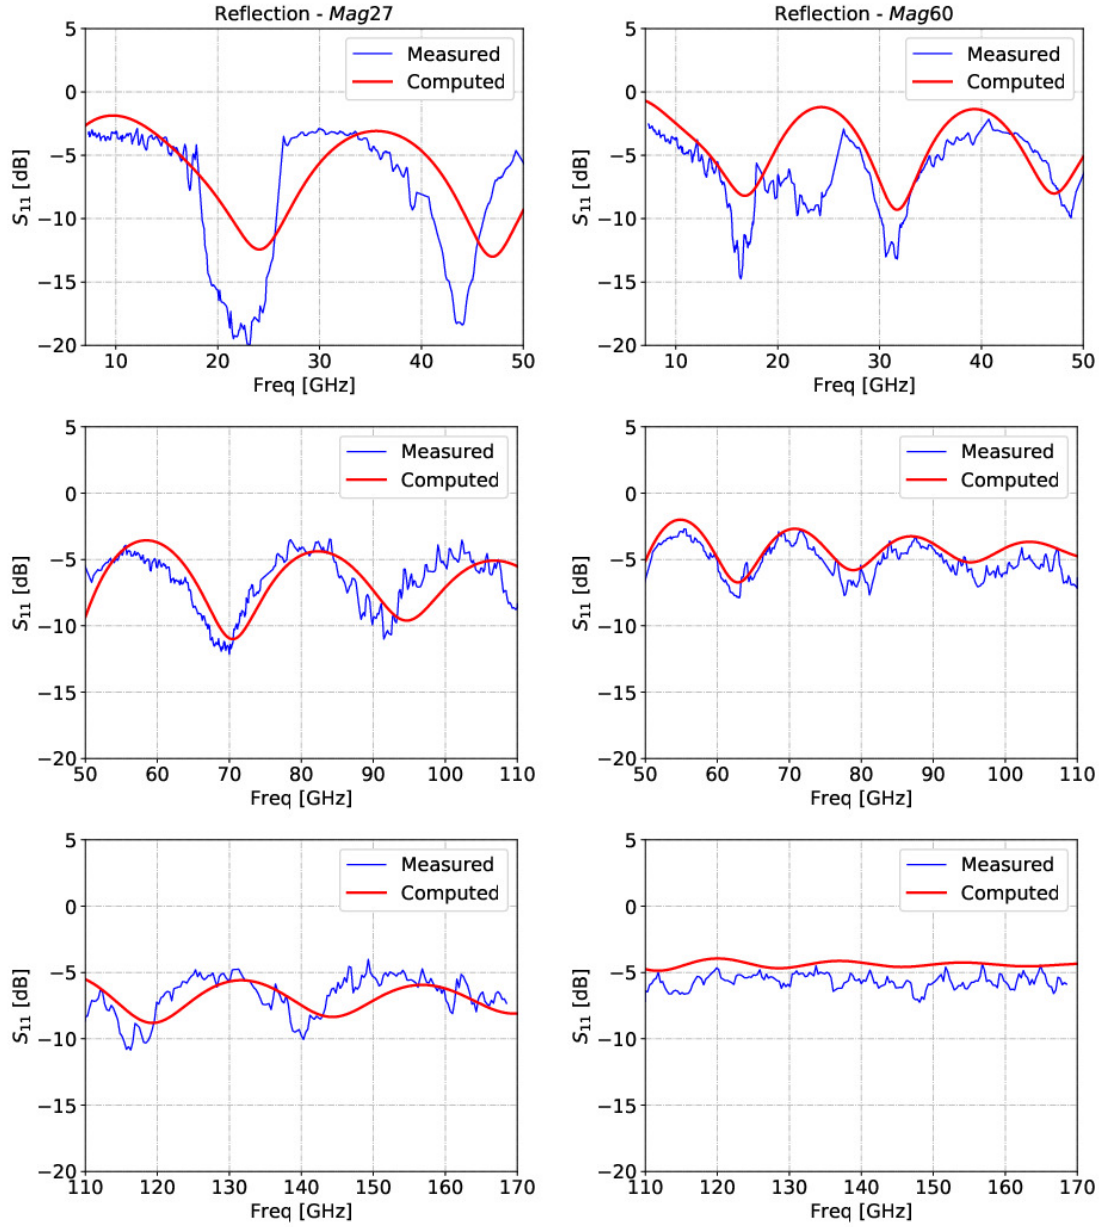 Reflection - Mag27
5
0
−5
−10
−15
−20
S11 [dB]
Measured
Computed
10
20
30
40
50
Freq [GHz]
Reflection - Mag60
5
0
−5
−10
−15
−20
S11 [dB]
Measured
Computed
10
20
30
40
50
Freq [GHz]
5
0
−5
−10
−15
−20
S11 [dB]
Measured
Computed
50
60
70
80
90
100
110
Freq [GHz]
5
0
−5
−10
−15
−20
S11 [dB]
Measured
Computed
50
60
70
80
90
100
110
Freq [GHz]
5
0
−5
−10
−15
−20
S11 [dB]
Measured
Computed
110
120
130
140
150
160
170
Freq [GHz]
5
0
−5
−10
−15
−20
S11 [dB]
Measured
Computed
110
120
130
140
150
160
170
Freq [GHz]